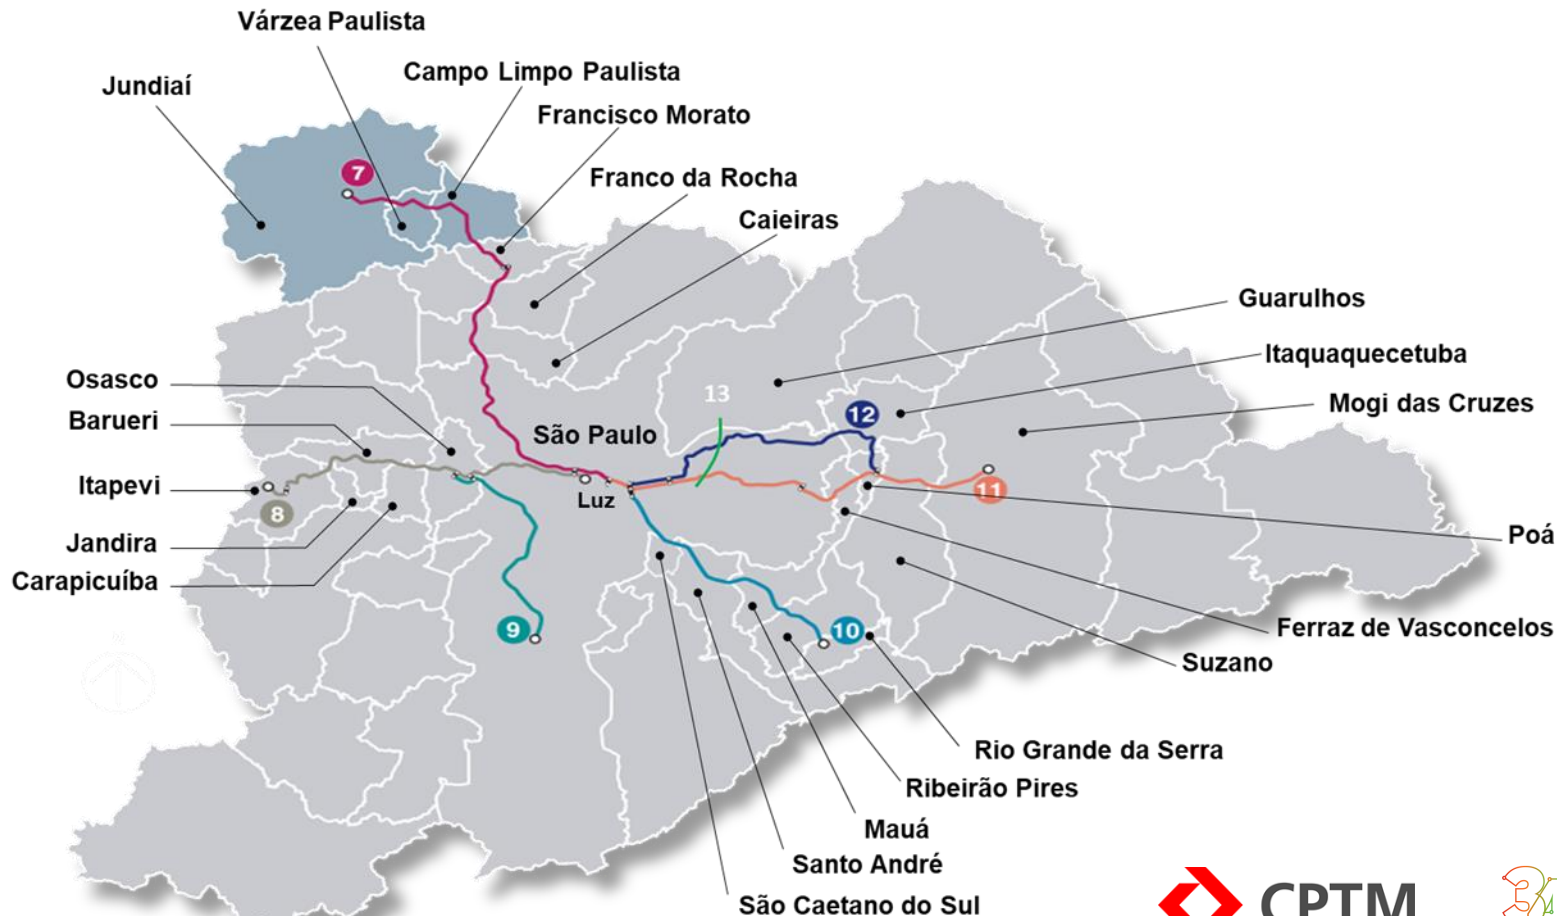 Várzea Paulista
Campo Limpo Paulista
Jundiaí
Francisco Morato
7
Franco da Rocha
Caieiras
Guarulhos
Itaquaquecetuba
Osasco
13
12
Mogi das Cruzes
Barueri
São Paulo
Itapevi
11
8
Luz
Jandira
Poá
Carapicuíba
9
10
Ferraz de Vasconcelos
Suzano
Rio Grande da Serra
Ribeirão Pires
Mauá
Santo André
São Caetano do Sul
CPTM